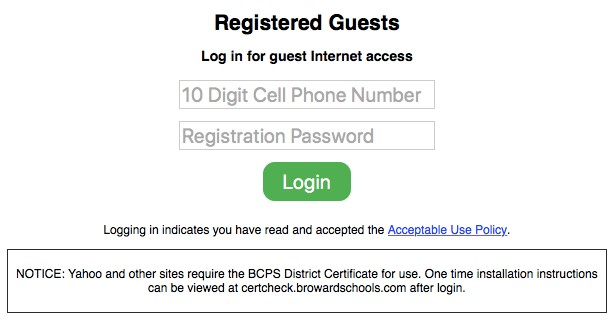 Registered Guests
Log in for guest Internet access
10 Digit Cell Phone Number
Registration Password
Login
Logging in indicates you have read and accepted the Acceptable Use Policy.
NOTICE: Yahoo and other sites require the BCPS District Certificate for use. One time installation instructions
can be viewed at certcheck.browardschools.com after login.